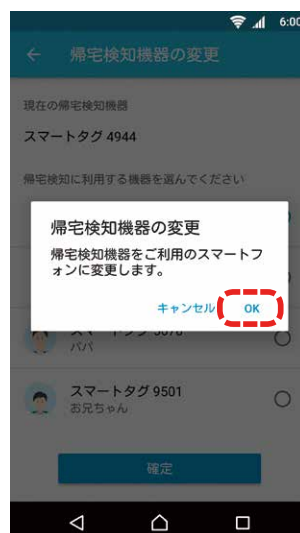 6:00
帰宅検知機器の変更
現在の帰宅検知機器
スマートタグ 4944
帰宅検知に利用する機器を選んでください
帰宅検知機器の変更
帰宅検知機器をご利用のスマートフ
ォンに変更します。
キャンセル OK
パパ
スマートタグ 9501
お兄ちゃん
確定